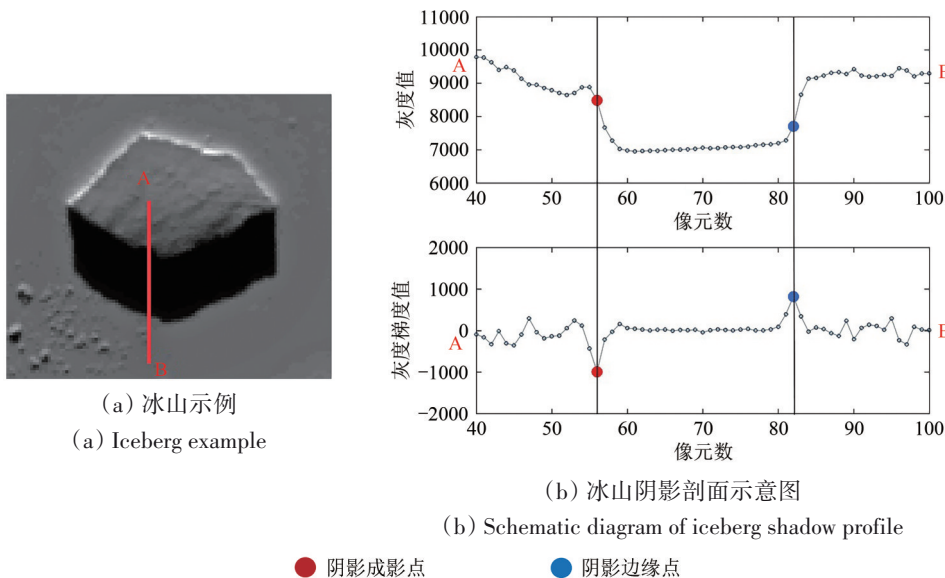 A
B
(a) 冰山示例
(a) Iceberg example
11000
10000
9000
8000
7000
6000
灰度值
A
B
40 50 60 70 80 90 100
像元数
2000
1000
0
-1000
-2000
灰度梯度值
A
B
40 50 60 70 80 90 100
像元数
(b) 冰山阴影剖面示意图
(b) Schematic diagram of iceberg shadow profile
阴影成影点 阴影边缘点